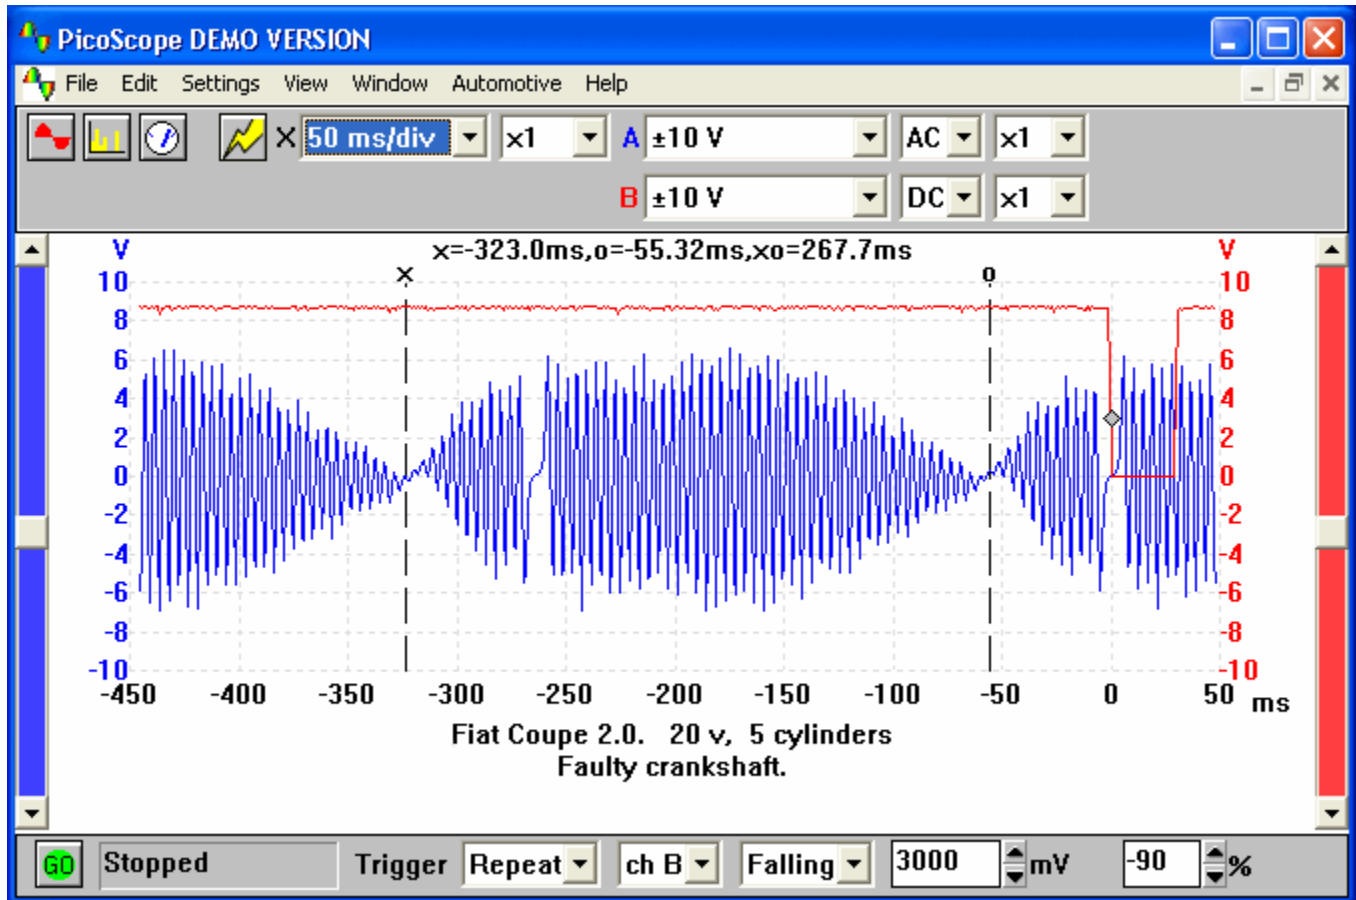 PicoScope DEMO VERSION
File Edit Settings View Window Automotive Help
X 50 ms/div x1 A ±10 V AC x1
B ±10 V DC x1
V x=-323.0ms,o=-55.32ms,xo=267.7ms V
x o
10 10
8 8
6 6
4 4
2 2
0 0
-2 -2
-4 -4
-6 -6
-8 -8
-10 -10
-450 -400 -350 -300 -250 -200 -150 -100 -50 0 50 ms
Fiat Coupe 2.0. 20 v, 5 cylinders
Faulty crankshaft.
GO Stopped Trigger Repeat ch B Falling 3000 mV -90 %